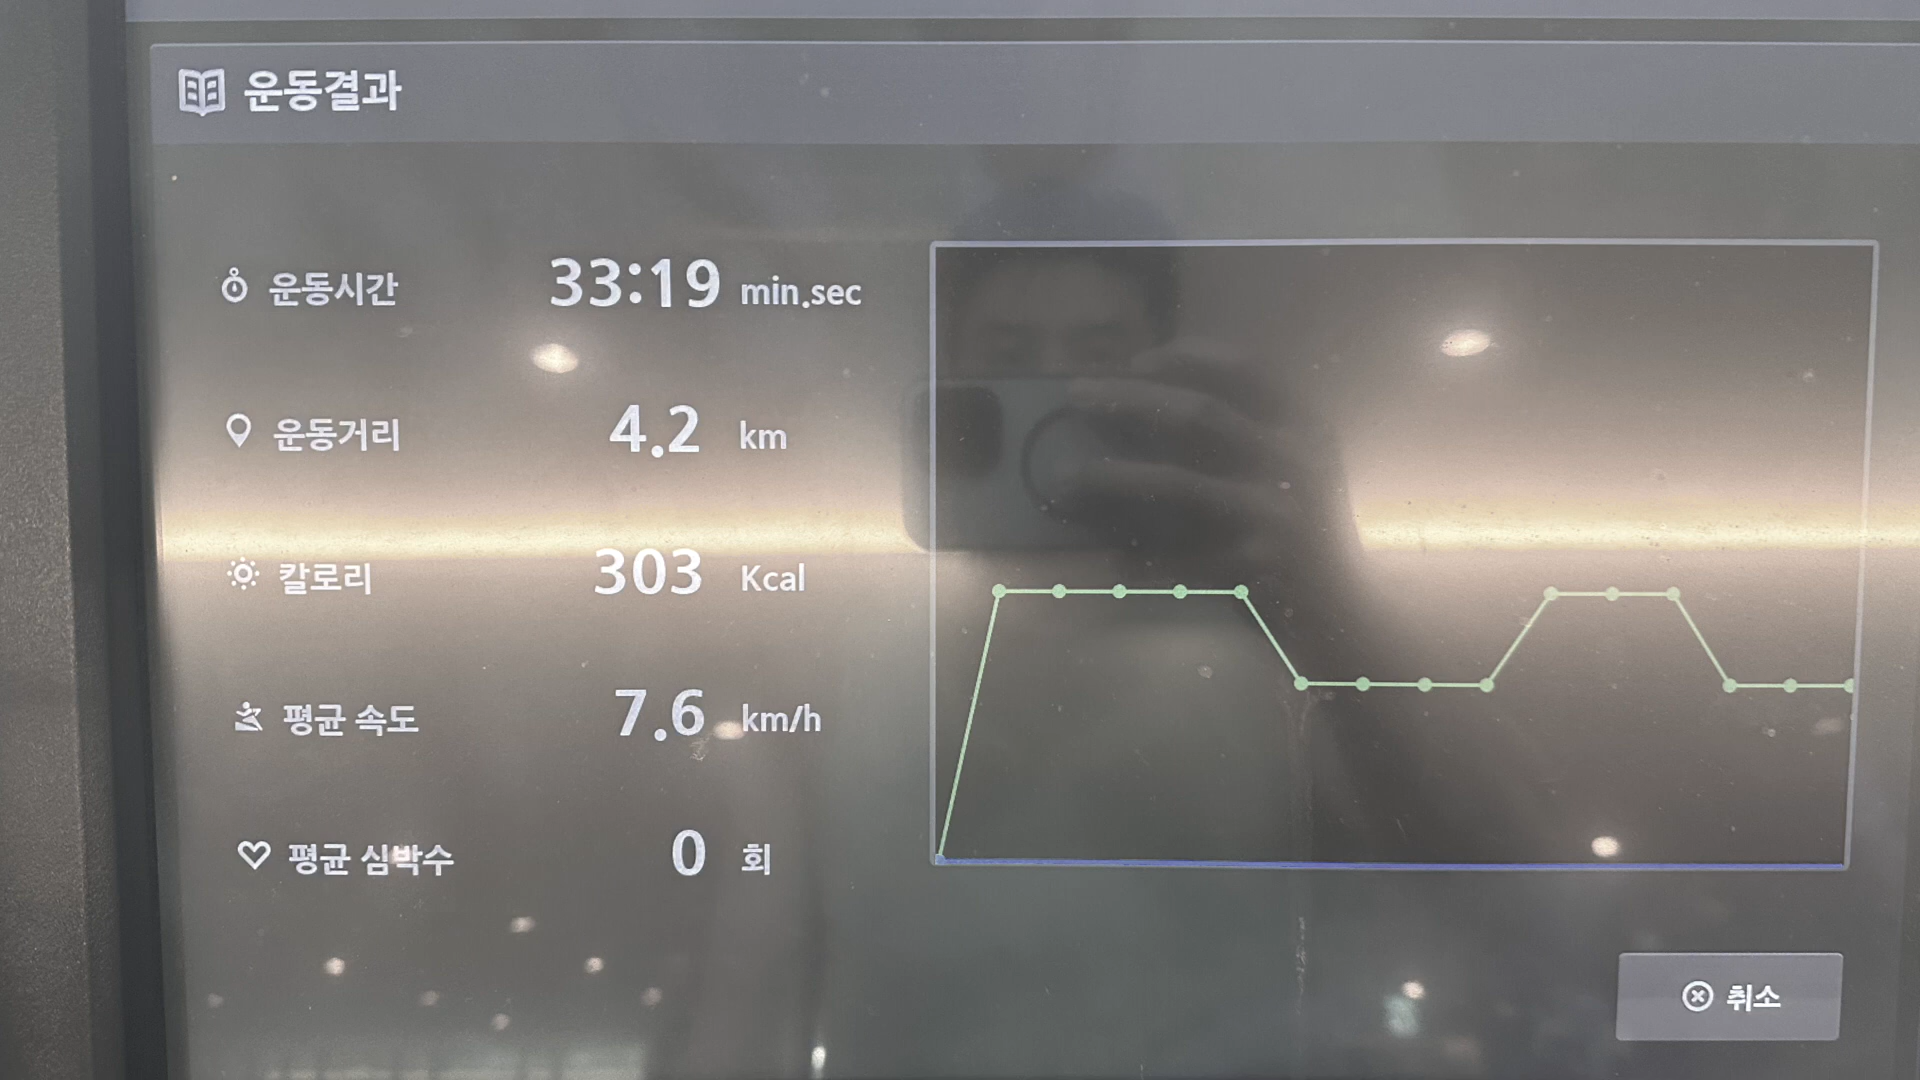 운동결과
운동시간 33:19 min.sec
운동거리 4.2 km
칼로리 303 Kcal
평균 속도 7.6 km/h
평균 심박수 0 회
취소